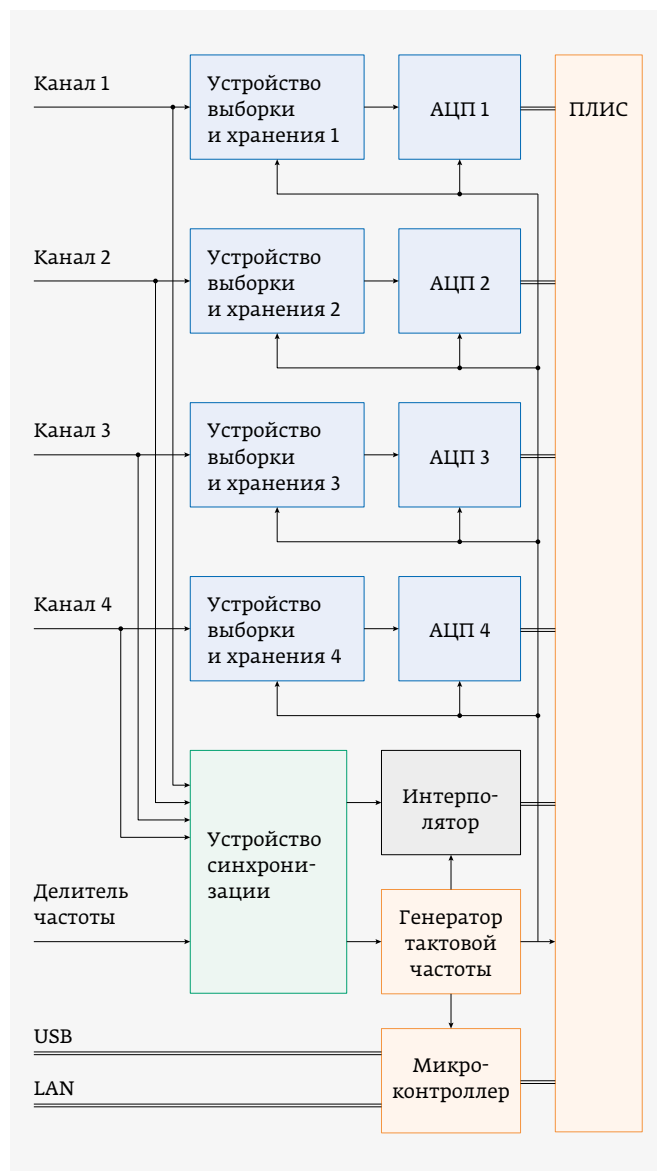 Канал 1
Устройство
выборки
и хранения 1
АЦП 1
ПЛИС
Канал 2
Устройство
выборки
и хранения 2
АЦП 2
Канал 3
Устройство
выборки
и хранения 3
АЦП 3
Канал 4
Устройство
выборки
и хранения 4
АЦП 4
Устройство
синхрони-
зации
Интерпо-
лятор
Делитель
частоты
Генератор
тактовой
частоты
USB
LAN
Микро-
контроллер